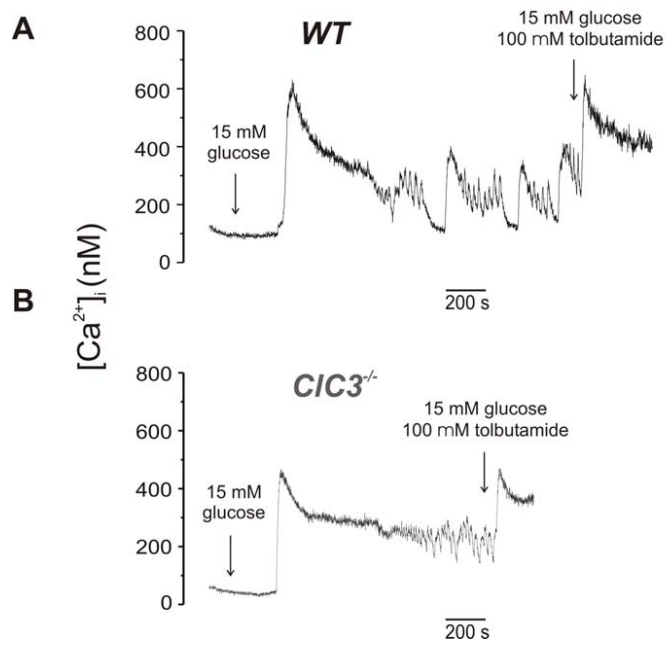 A
WT
15 mM glucose
100 mM tolbutamide
15 mM
glucose
800
600
400
200
0
200 s
[Ca²⁺]ᵢ (nM)
B
ClC3⁻/⁻
15 mM glucose
100 mM tolbutamide
15 mM
glucose
800
600
400
200
0
200 s